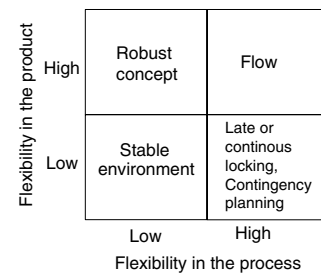 Flexibility in the product
High
Robust
concept
Flow
Low
Stable
environment
Late or
continous
locking,
Contingency
planning
Low
High
Flexibility in the process